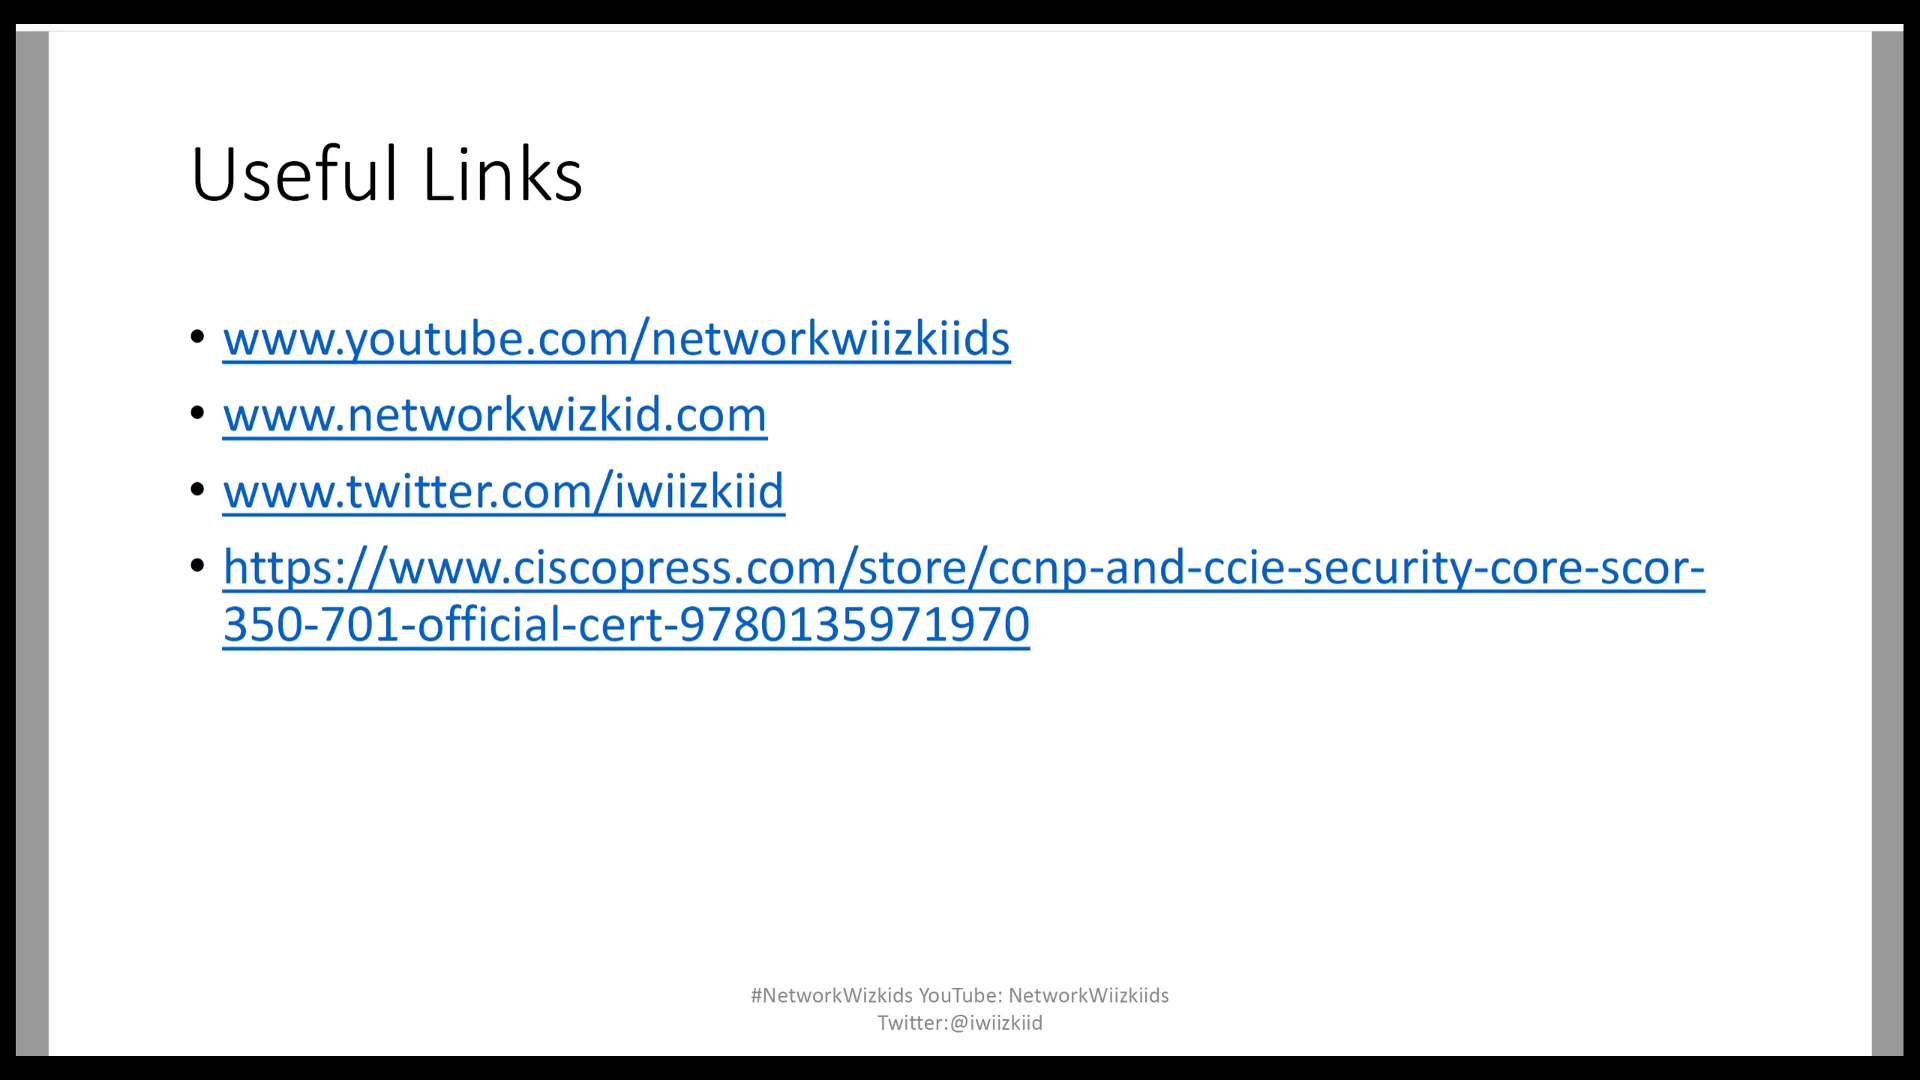 Useful Links
• www.youtube.com/networkwiizkiids
• www.networkwizkid.com
• www.twitter.com/iwiizkiid
• https://www.ciscopress.com/store/ccnp-and-ccie-security-core-scor-
350-701-official-cert-9780135971970
#NetworkWizkids YouTube: NetworkWiizkiids
Twitter:@iwiizkiid